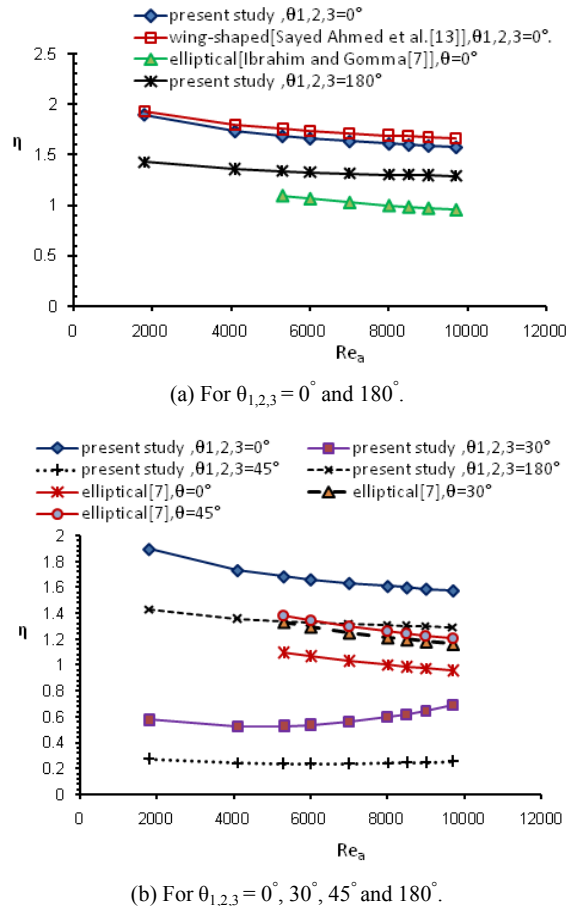 present study ,θ1,2,3=0°
wing-shaped[Sayed Ahmed et al.[13]],θ1,2,3=0°.
elliptical[Ibrahim and Gomma[7]],θ=0°
present study ,θ1,2,3=180°
2.5
2
1.5
1
0.5
0
η
0 2000 4000 6000 8000 10000 12000
Reₐ
(a) For θ₁,₂,₃ = 0° and 180°.
present study ,θ1,2,3=0° present study ,θ1,2,3=30°
present study ,θ1,2,3=45° present study ,θ1,2,3=180°
elliptical[7],θ=0° elliptical[7],θ=30°
elliptical[7],θ=45°
2
1.8
1.6
1.4
1.2
1
0.8
0.6
0.4
0.2
0
η
0 2000 4000 6000 8000 10000 12000
Reₐ
(b) For θ₁,₂,₃ = 0°, 30°, 45° and 180°.